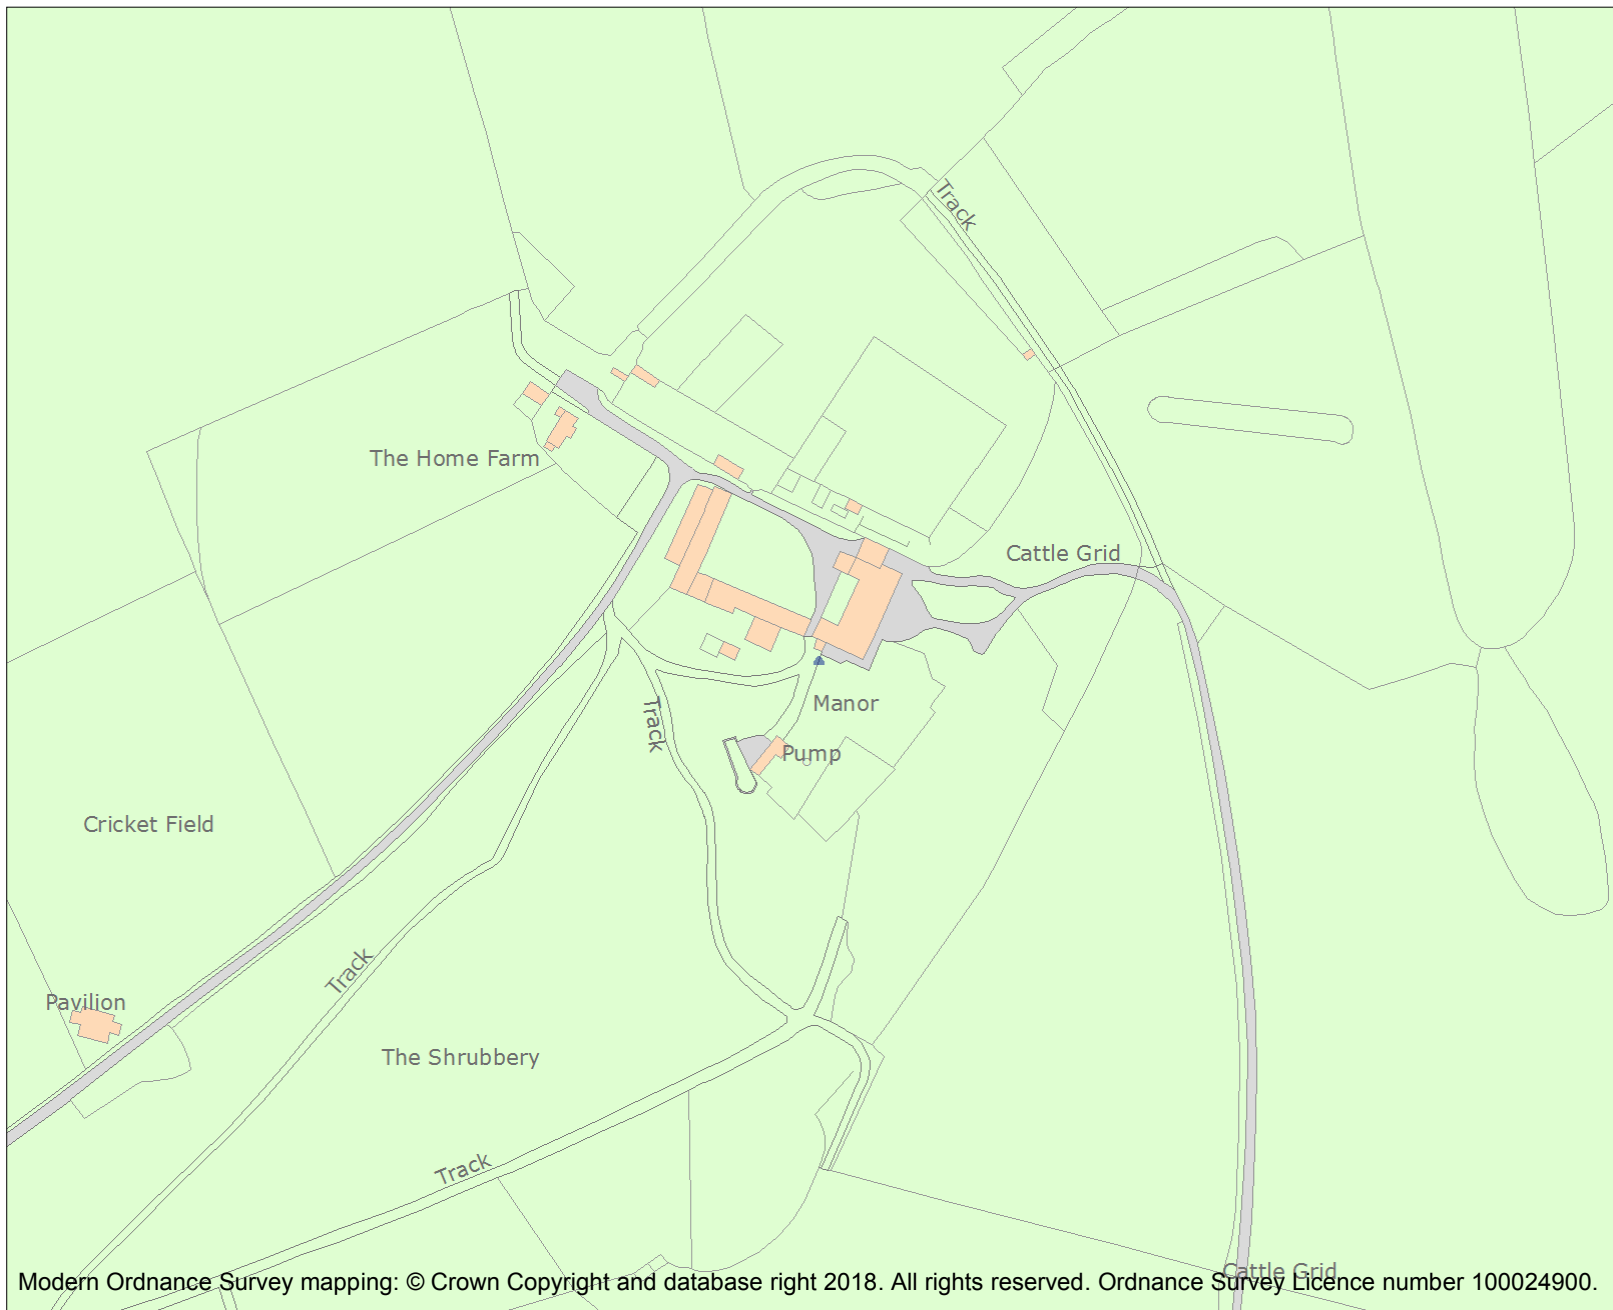 Track
The Home Farm
Cattle Grid
Track
Manor
Pump
Cricket Field
Track
Pavilion
The Shrubbery
Track
Cattle Grid
Modern Ordnance Survey mapping: © Crown Copyright and database right 2018. All rights reserved. Ordnance Survey Licence number 100024900.